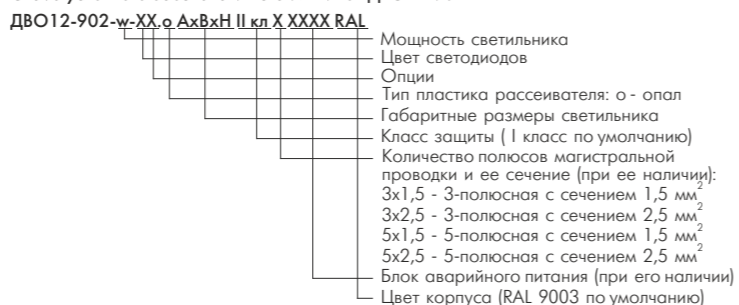 ДВО12-902-w-XX.о АxВxН II кл X XXXX RAL
Мощность светильника
Цвет светодиодов
Опции
Тип пластика рассеивателя: о - опал
Габаритные размеры светильника
Класс защиты ( I класс по умолчанию)
Количество полюсов магистральной
проводки и ее сечение (при ее наличии):
3х1,5 - 3-полюсная с сечением 1,5 мм²
3х2,5 - 3-полюсная с сечением 2,5 мм²
5х1,5 - 5-полюсная с сечением 1,5 мм²
5х2,5 - 5-полюсная с сечением 2,5 мм²
Блок аварийного питания (при его наличии)
Цвет корпуса (RAL 9003 по умолчанию)